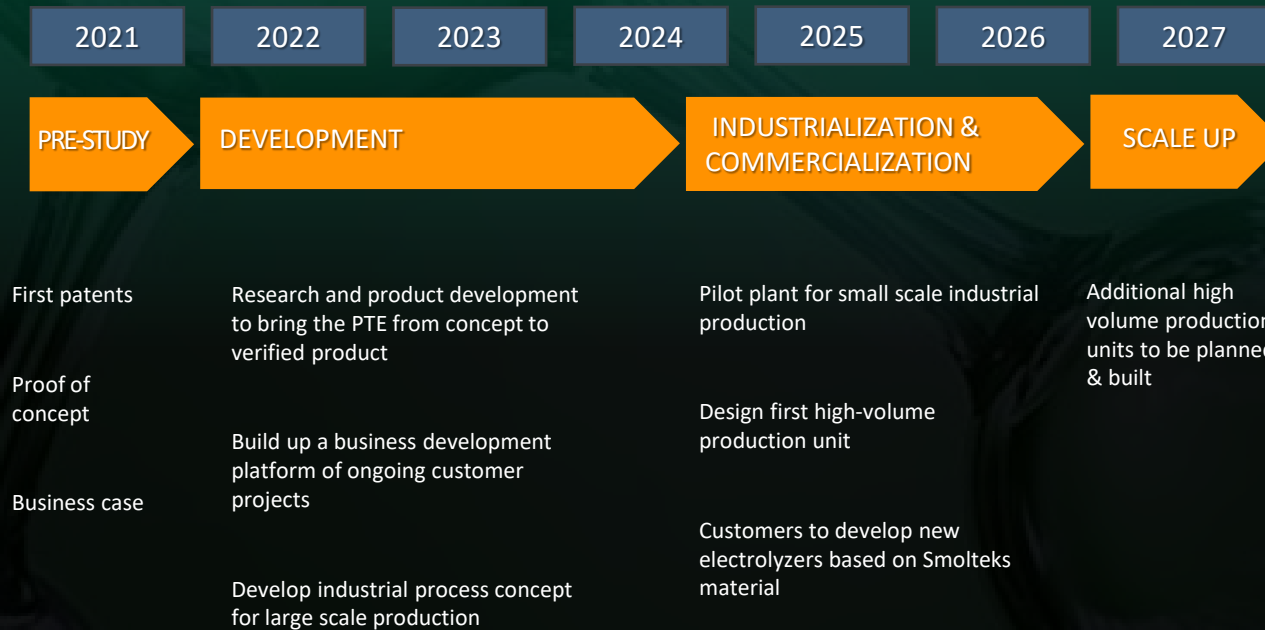 2021
2022
2023
2024
2025
2026
2027
PRE-STUDY
DEVELOPMENT
INDUSTRIALIZATION &
COMMERCIALIZATION
SCALE UP
First patents
Proof of
concept
Business case
Research and product development
to bring the PTE from concept to
verified product
Build up a business development
platform of ongoing customer
projects
Develop industrial process concept
for large scale production
Pilot plant for small scale industrial
production
Design first high-volume
production unit
Customers to develop new
electrolyzers based on Smolteks
material
Additional high
volume production
units to be planned
& built